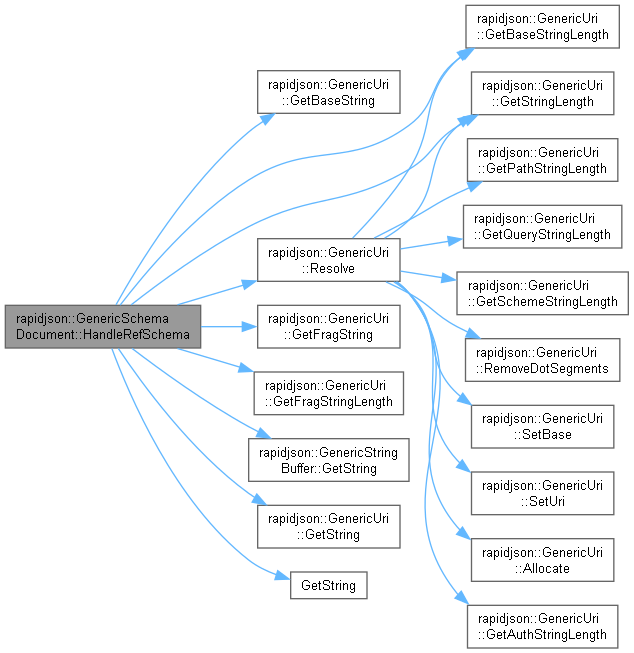 rapidjson::GenericSchema
Document::HandleRefSchema
rapidjson::GenericUri
::GetBaseString
rapidjson::GenericUri
::Resolve
rapidjson::GenericUri
::GetFragString
rapidjson::GenericUri
::GetFragStringLength
rapidjson::GenericString
Buffer::GetString
rapidjson::GenericUri
::GetString
GetString
rapidjson::GenericUri
::GetBaseStringLength
rapidjson::GenericUri
::GetStringLength
rapidjson::GenericUri
::GetPathStringLength
rapidjson::GenericUri
::GetQueryStringLength
rapidjson::GenericUri
::GetSchemeStringLength
rapidjson::GenericUri
::RemoveDotSegments
rapidjson::GenericUri
::SetBase
rapidjson::GenericUri
::SetUri
rapidjson::GenericUri
::Allocate
rapidjson::GenericUri
::GetAuthStringLength